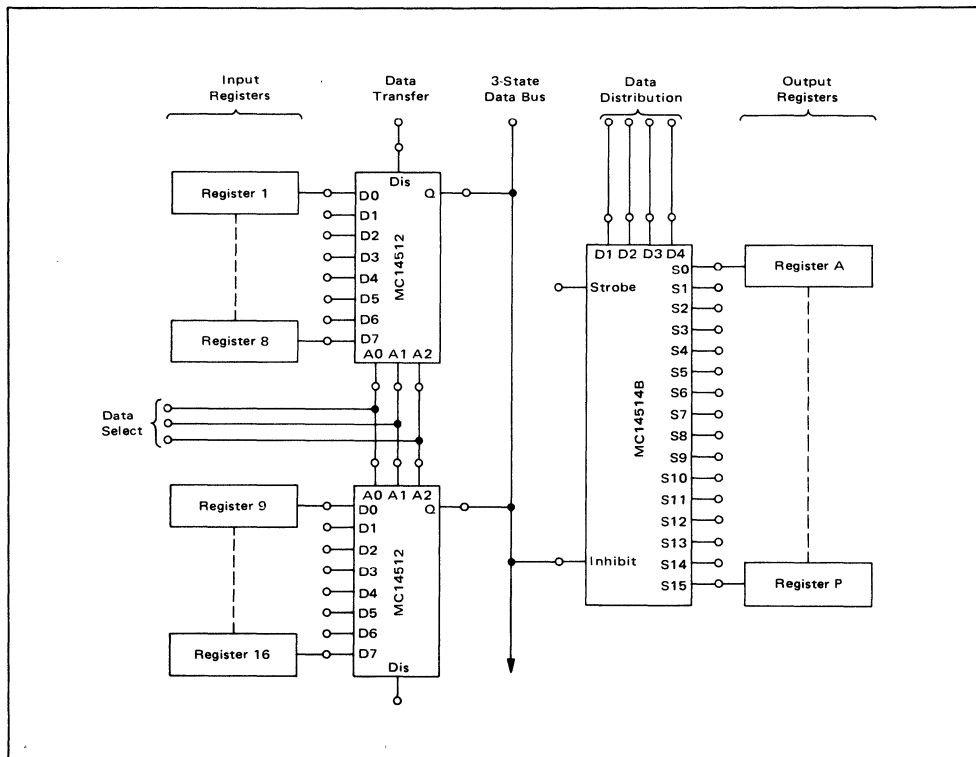 Input
Registers
Data
Transfer
3-State
Data Bus
Data
Distribution
Output
Registers
Register 1
Register 8
Dis
D0
D1
D2
D3
D4
D5
D6
D7
Q
MC14512
A0 A1 A2
Data
Select
Register 9
Register 16
A0 A1 A2
D0
D1
D2
D3
D4
D5
D6
D7
Q
MC14512
Dis
D1 D2 D3 D4
Strobe
Inhibit
MC14514B
S0
S1
S2
S3
S4
S5
S6
S7
S8
S9
S10
S11
S12
S13
S14
S15
Register A
Register P